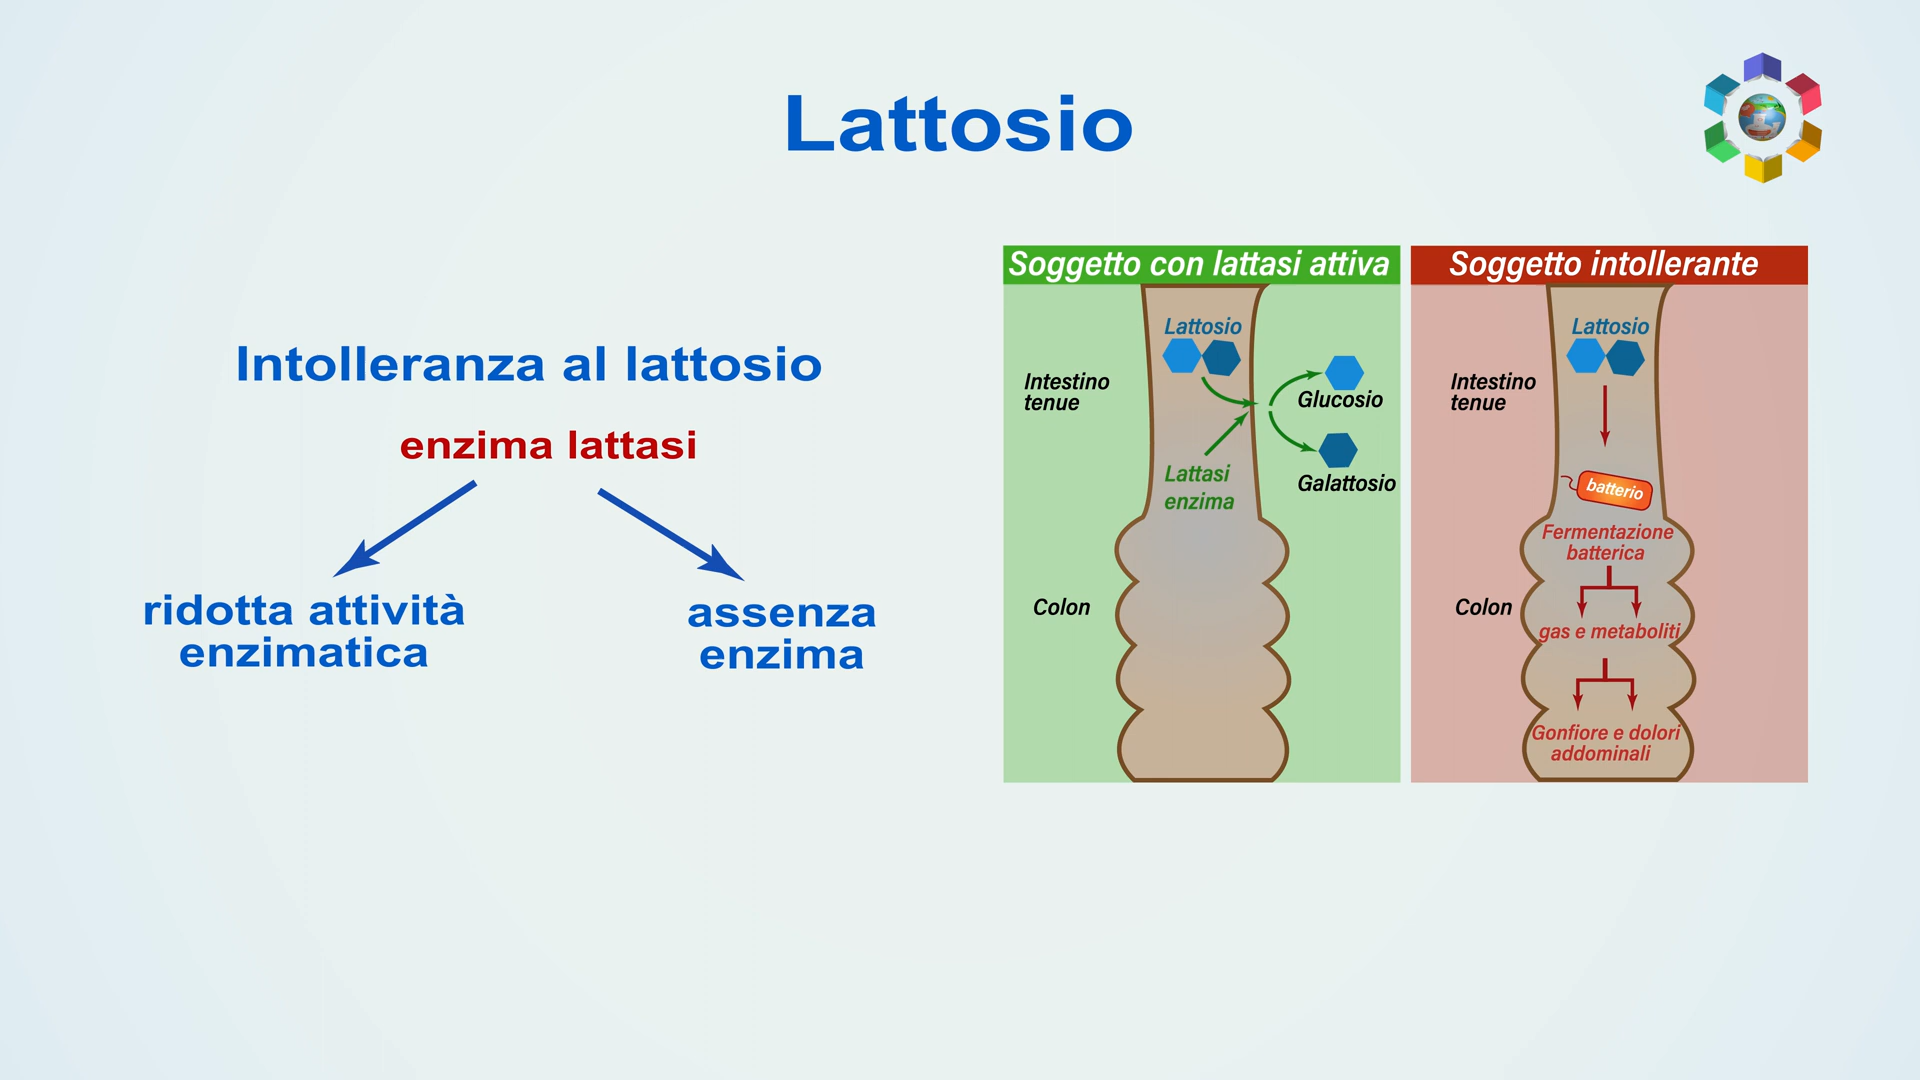 Lattosio
Intolleranza al lattosio
enzima lattasi
ridotta attività
enzimatica
assenza
enzima
Soggetto con lattasi attiva
Lattosio
Intestino
tenue
Glucosio
Lattasi
enzima
Galattosio
Colon
Soggetto intollerante
Lattosio
Intestino
tenue
batterio
Fermentazione
batterica
Colon
gas e metaboliti
Gonfiore e dolori
addominali